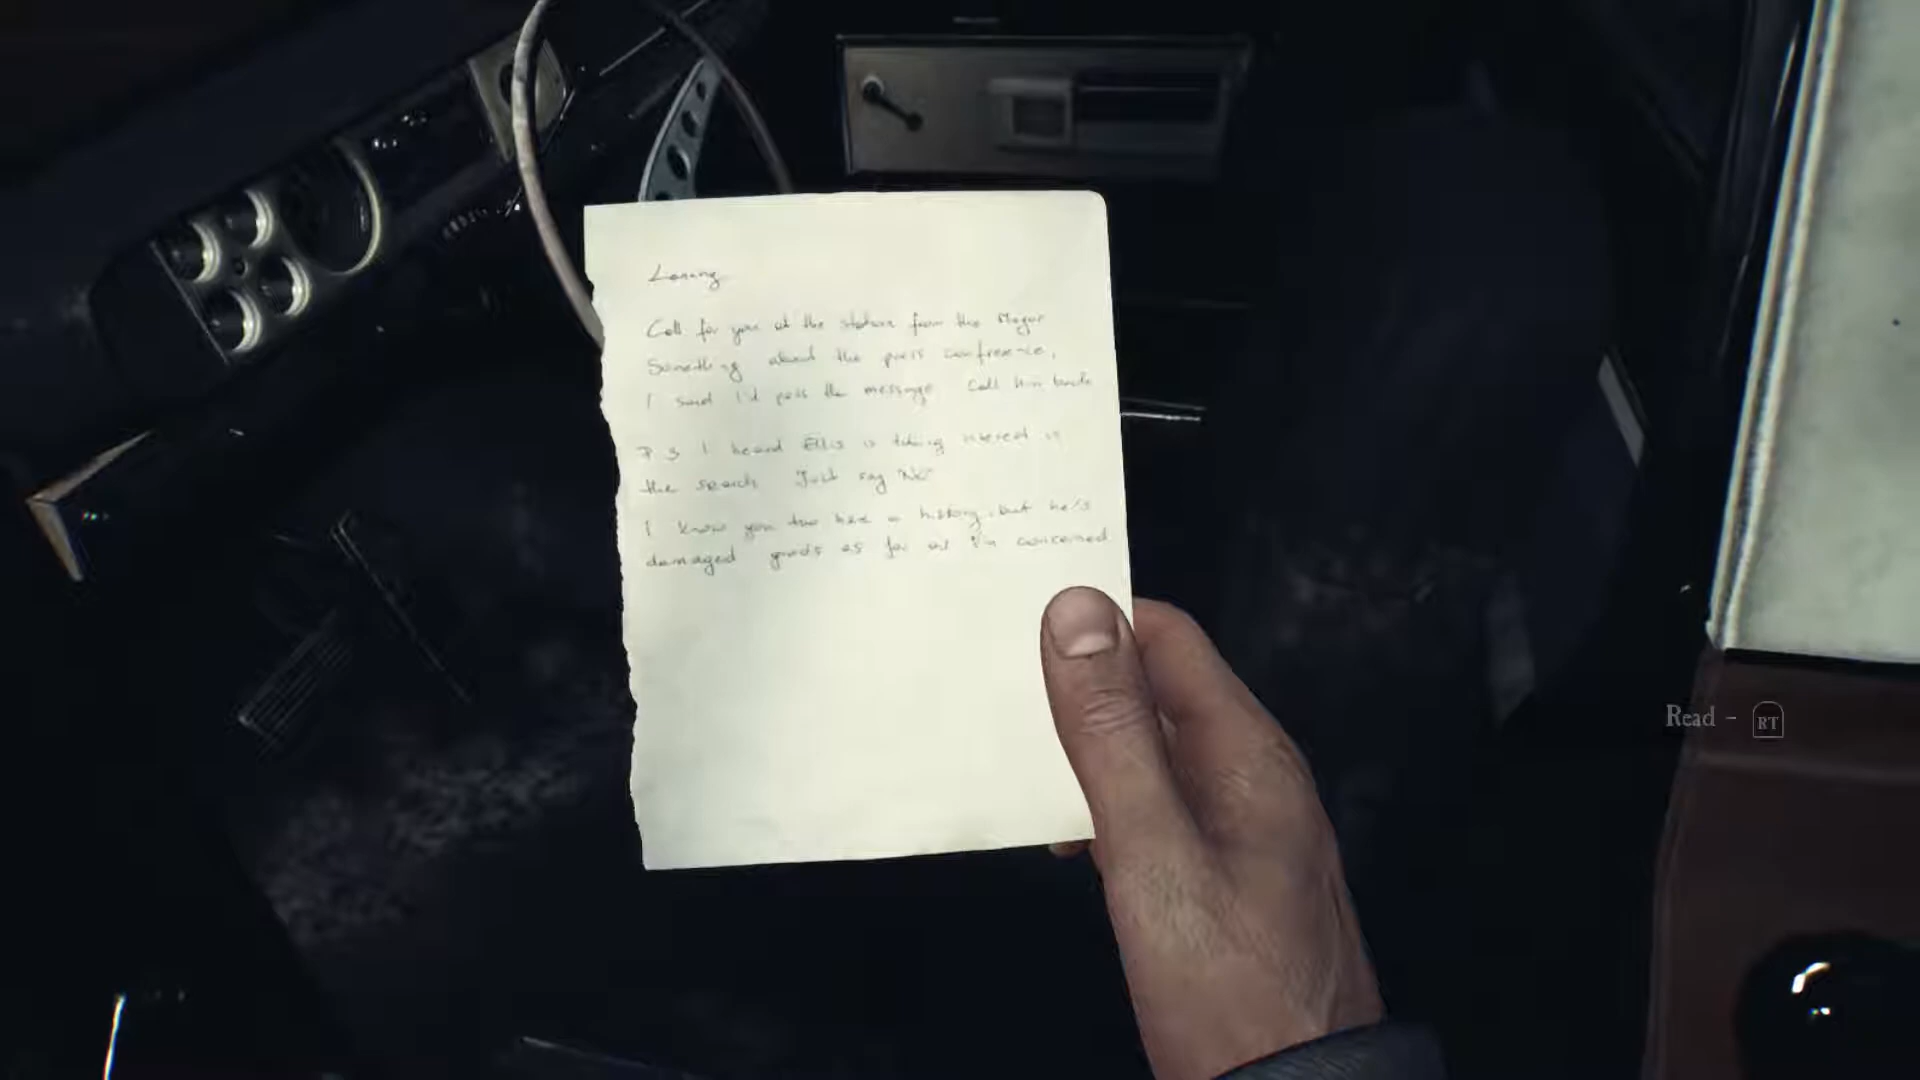 Lanning
Call for you at the station from the Mayor
Something about the press confrence,
I said I'd pass the message Call him back
P.S I heard Ellis is taking interest in
the search Just say "No"
I know you two have a history, but he's
damaged goods as far as I'm concerned
Read - RT